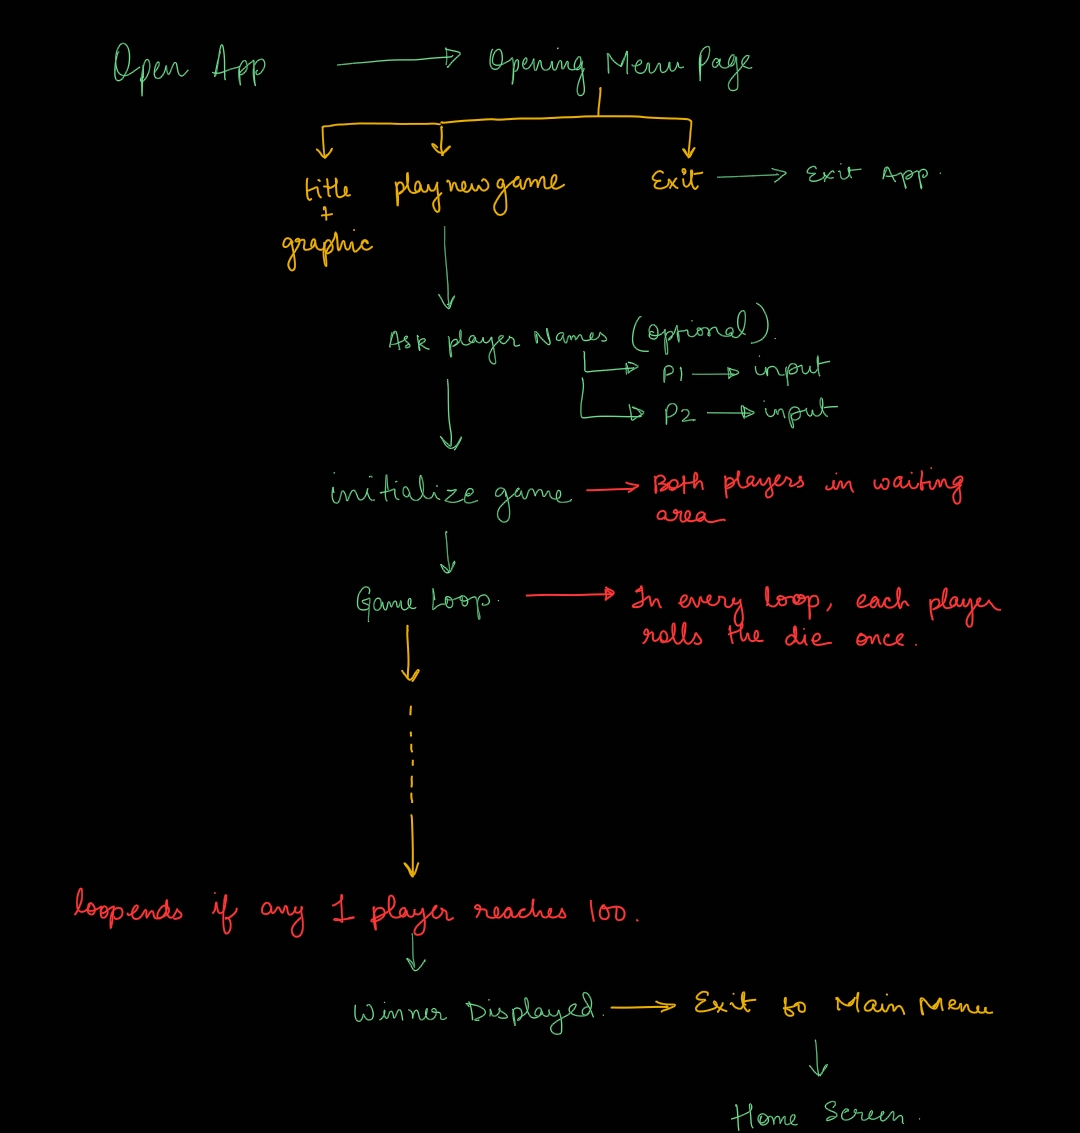 Open App
Opening Menu Page
title
+
graphic
play new game
Exit
Exit App.
Ask player Names (optional).
P1
input
P2
input
initialize game
Both players in waiting
area
Game Loop.
In every loop, each player
rolls the die once.
loop ends if any 1 player reaches 100.
Winner Displayed.
Exit to Main Menu
Home Screen.